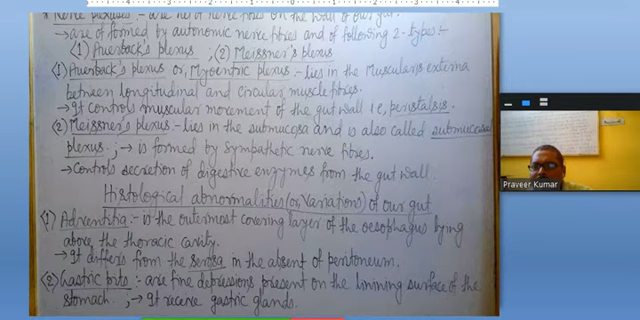 * Nerve plexuses :- are of nerve fibres on the wall of our gut.
→ are of formed by autonomic nerve fibres and of following 2-types:-
(1) Auerbach's plexus ; (2) Meissner's plexus
(1) Auerbach's plexus or, Myoentric plexus :- lies in the Muscularis externa
between longitudinal and circular muscle fibres.
→ It controls muscular movement of the gut wall i.e, peristalsis.
(2) Meissner's plexus - lies in the submucosa and is also called submucosal
plexus. ; → is formed by sympathetic nerve fibres.
→ Controls secretion of digestive enzymes from the gut wall.
Histological abnormalities (or, Variations) of our gut
(1) Adventitia :- is the outermost covering layer of the oesophagus lying
above the thoracic cavity.
→ It differs from the serosa in the absent of peritoneum.
(2) Gastric pits - are fine depressions present on the linining surface of the
stomach. ; → It receive gastric glands.
Praveer Kumar